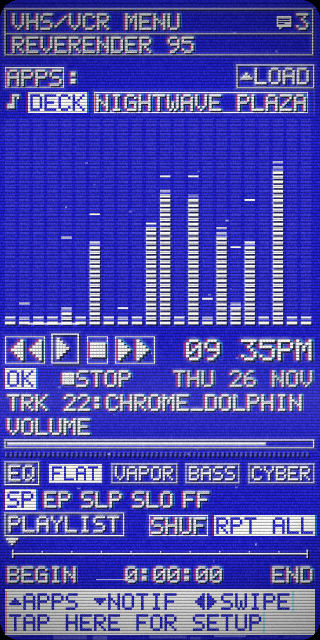 VHS/VCR MENU 3
REVERENDER 95
APPS: LOAD
DECK NIGHTWAVE PLAZA
09 35PM
OK STOP THU 26 NOV
TRK 22:CHROME_DOLPHIN
VOLUME
EQ FLAT VAPOR BASS CYBER
SP EP SLP SLO FF
PLAYLIST SHUF RPT ALL
BEGIN __0:00:00 END
APPS NOTIF SWIPE
TAP HERE FOR SETUP